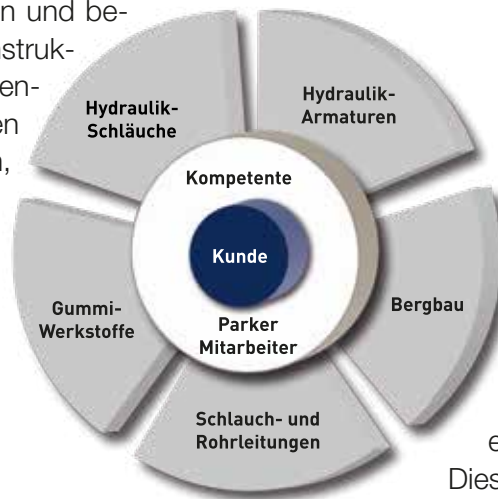 n und be-
nstruk-
en-
en
,
Hydraulik-
Schläuche
Hydraulik-
Armaturen
Kompetente
Kunde
Parker
Mitarbeiter
Gummi-
Werkstoffe
Bergbau
Schlauch- und
Rohrleitungen
e
Dies